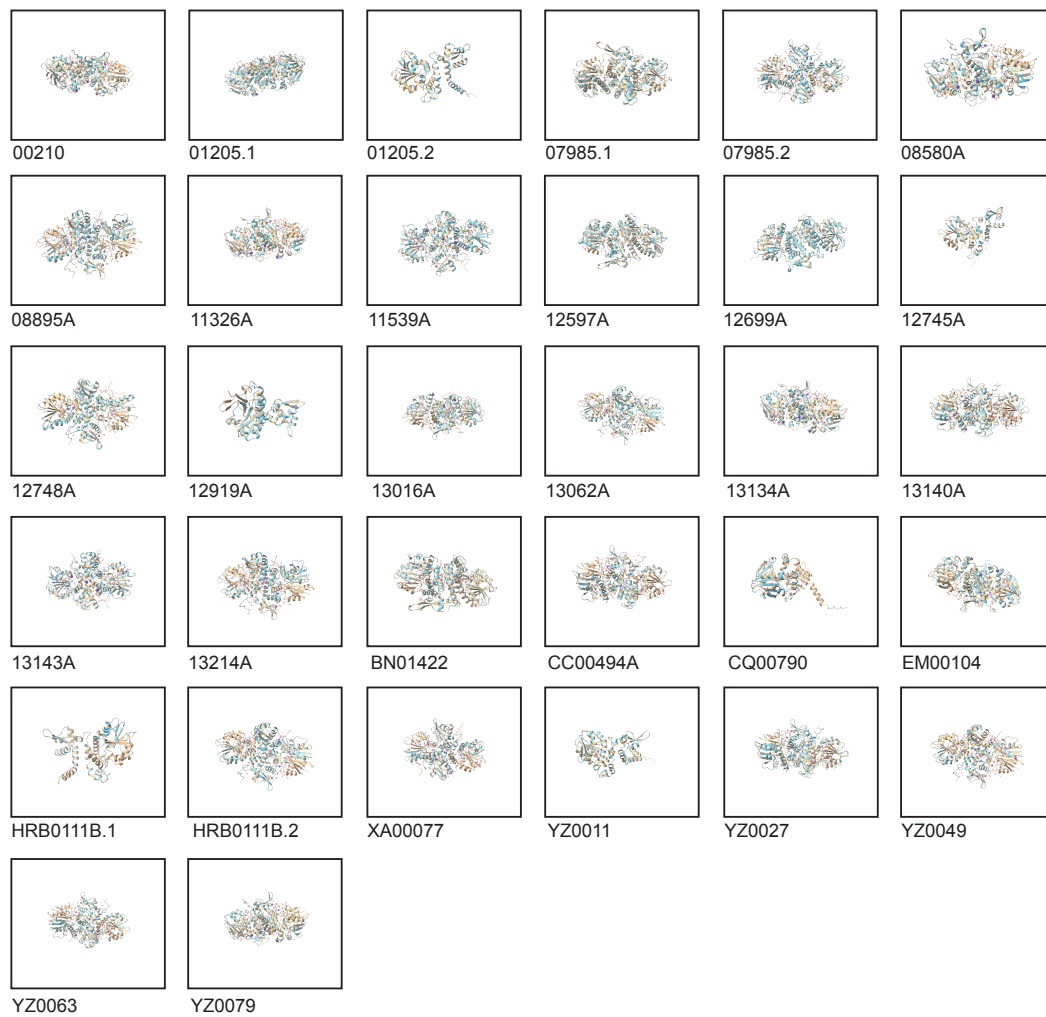 00210 01205.1 01205.2 07985.1 07985.2 08580A
08895A 11326A 11539A 12597A 12699A 12745A
12748A 12919A 13016A 13062A 13134A 13140A
13143A 13214A BN01422 CC00494A CQ00790 EM00104
HRB0111B.1 HRB0111B.2 XA00077 YZ0011 YZ0027 YZ0049
YZ0063 YZ0079